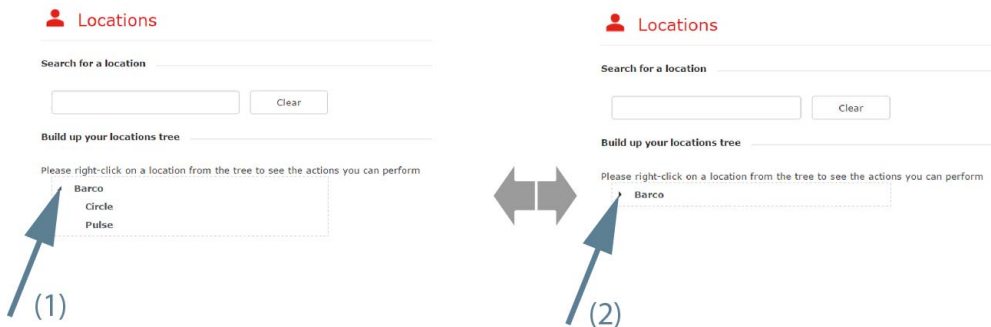 Locations
Search for a location
Clear
Build up your locations tree
Please right-click on a location from the tree to see the actions you can perform
Barco
Circle
Pulse
(1)
Locations
Search for a location
Clear
Build up your locations tree
Please right-click on a location from the tree to see the actions you can perform
Barco
(2)